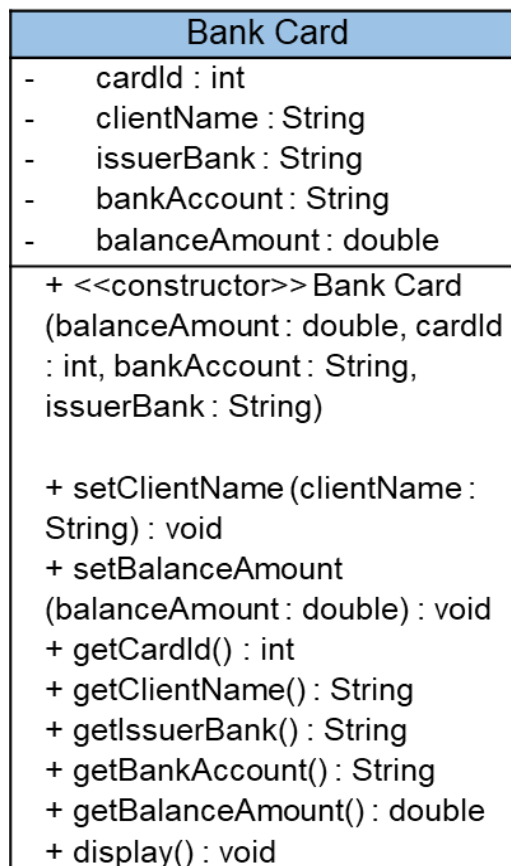 Bank Card
- cardId : int
- clientName : String
- issuerBank : String
- bankAccount : String
- balanceAmount : double
+ <<constructor>> Bank Card
(balanceAmount : double, cardId
: int, bankAccount : String,
issuerBank : String)
+ setClientName (clientName :
String) : void
+ setBalanceAmount
(balanceAmount : double) : void
+ getCardId() : int
+ getClientName() : String
+ getIssuerBank() : String
+ getBankAccount() : String
+ getBalanceAmount() : double
+ display() : void